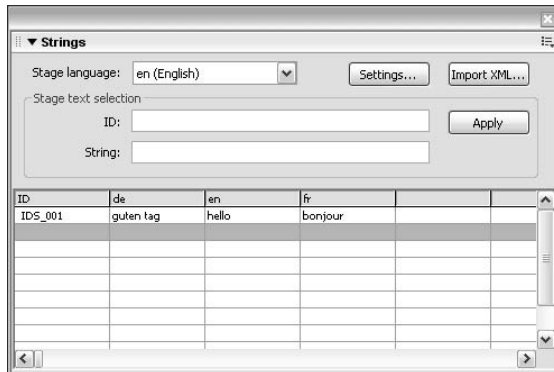 Strings
Stage language: en (English) Settings... Import XML...
Stage text selection
ID: Apply
String:
ID de en fr
IDS_001 guten tag hello bonjour